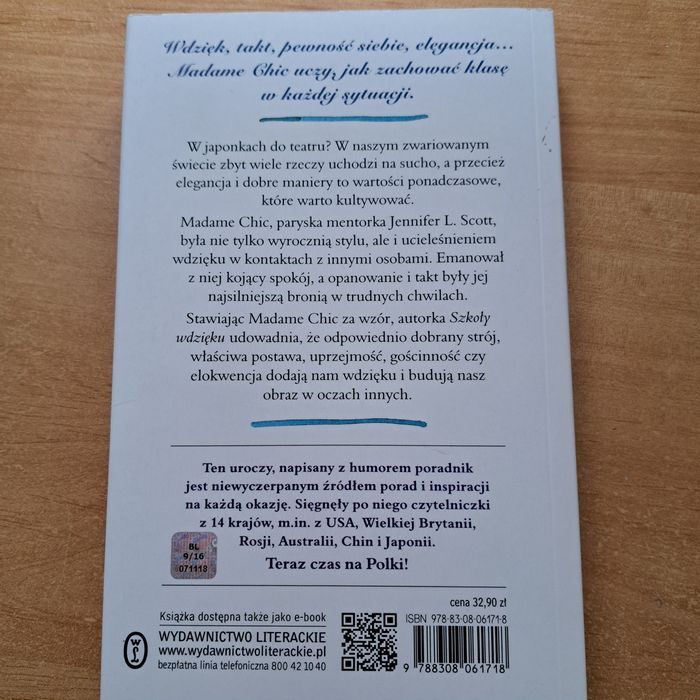 Wdzięk, takt, pewność siebie, elegancja...
Madame Chic uczy, jak zachować klasę
w każdej sytuacji.
W japonkach do teatru? W naszym zwariowanym
świecie zbyt wiele rzeczy uchodzi na sucho, a przecież
elegancja i dobre maniery to wartości ponadczasowe,
które warto kultywować.
Madame Chic, paryska mentorka Jennifer L. Scott,
była nie tylko wyrocznią stylu, ale i ucieleśnieniem
wdzięku w kontaktach z innymi osobami. Emanował
z niej kojący spokój, a opanowanie i takt były jej
najsilniejszą bronią w trudnych chwilach.
Stawiając Madame Chic za wzór, autorka Szkoły
wdzięku udowadnia, że odpowiednio dobrany strój,
właściwa postawa, uprzejmość, gościnność czy
elokwencja dodają nam wdzięku i budują nasz
obraz w oczach innych.
Ten uroczy, napisany z humorem poradnik
jest niewyczerpanym źródłem porad i inspiracji
na każdą okazję. Sięgnęły po niego czytelniczki
z 14 krajów, m.in. z USA, Wielkiej Brytanii,
Rosji, Australii, Chin i Japonii.
Teraz czas na Polki!
BL
9/16
071118
cena 32,90 zł
Książka dostępna także jako e-book
WYDAWNICTWO LITERACKIE
www.wydawnictwoliterackie.pl
bezpłatna linia telefoniczna 800 42 10 40
ISBN 978-83-08-06171-8
9 788308 061718